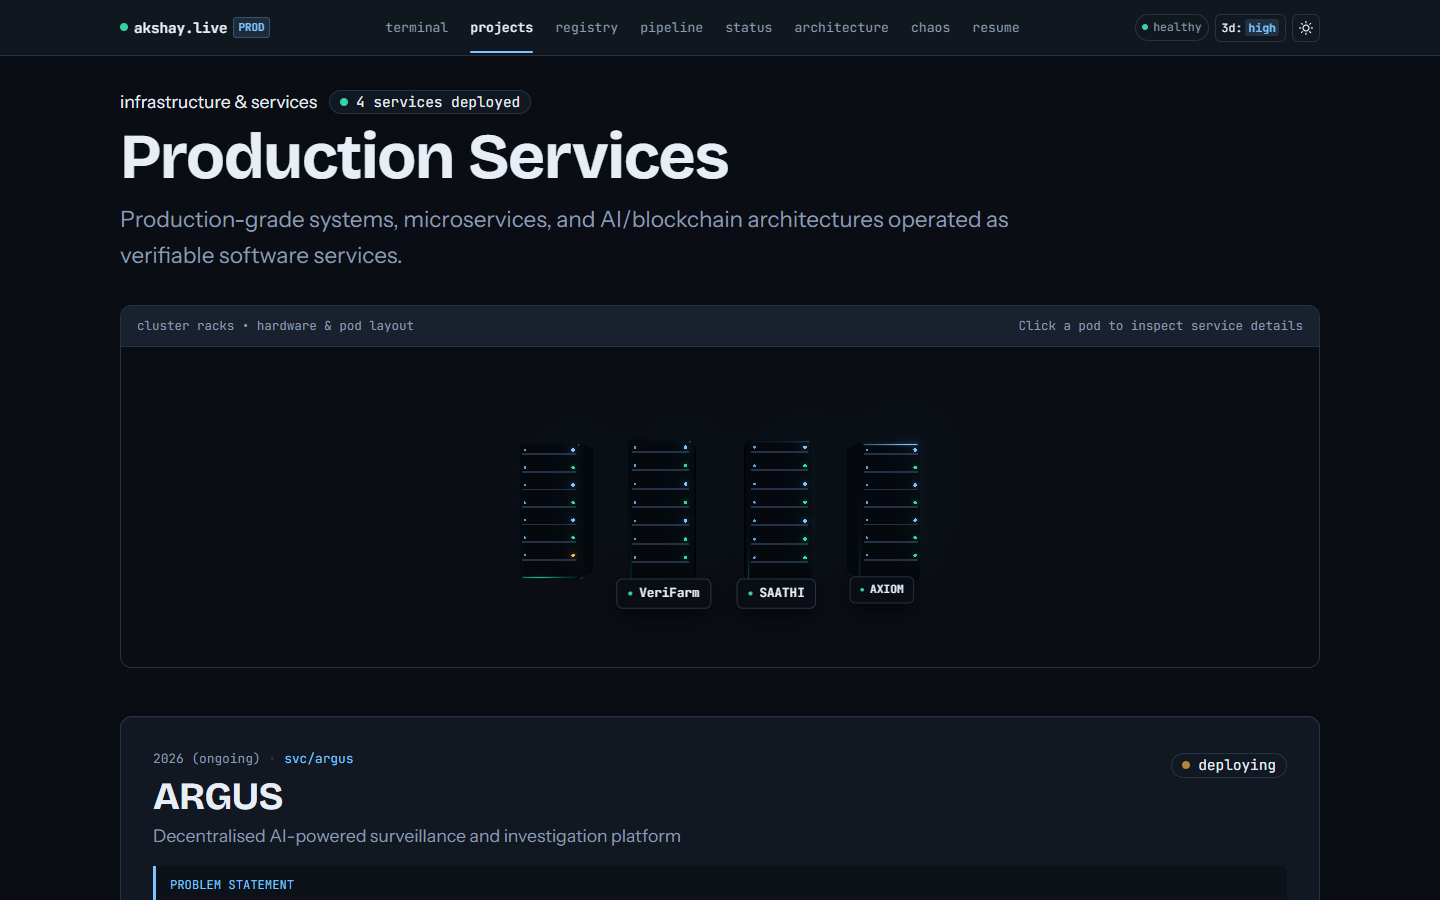 akshay.live PROD
terminal projects registry pipeline status architecture chaos resume
healthy 3d: high
infrastructure & services 4 services deployed
Production Services
Production-grade systems, microservices, and AI/blockchain architectures operated as
verifiable software services.
cluster racks • hardware & pod layout Click a pod to inspect service details
VeriFarm SAATHI AXIOM
2026 (ongoing) · svc/argus
deploying
ARGUS
Decentralised AI-powered surveillance and investigation platform
PROBLEM STATEMENT